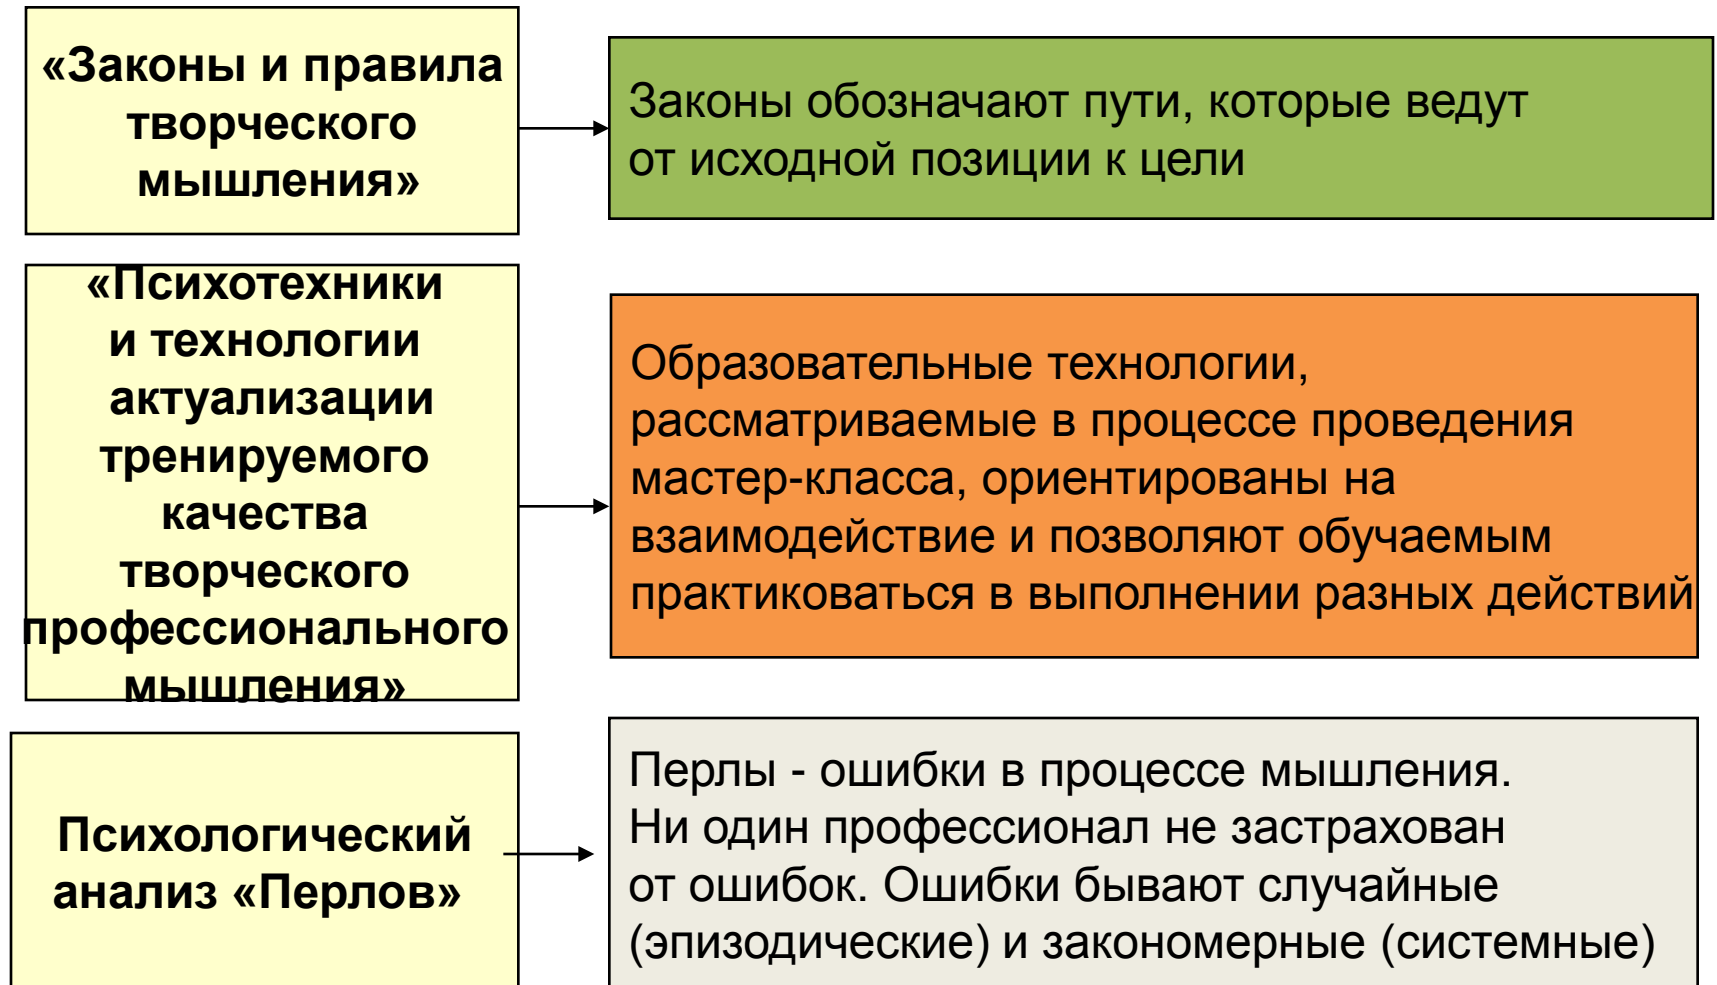 «Законы и правила
творческого
мышления»
Законы обозначают пути, которые ведут
от исходной позиции к цели
«Психотехники
и технологии
актуализации
тренируемого
качества
творческого
профессионального
мышления»
Образовательные технологии,
рассматриваемые в процессе проведения
мастер-класса, ориентированы на
взаимодействие и позволяют обучаемым
практиковаться в выполнении разных действий
Психологический
анализ «Перлов»
Перлы - ошибки в процессе мышления.
Ни один профессионал не застрахован
от ошибок. Ошибки бывают случайные
(эпизодические) и закономерные (системные)